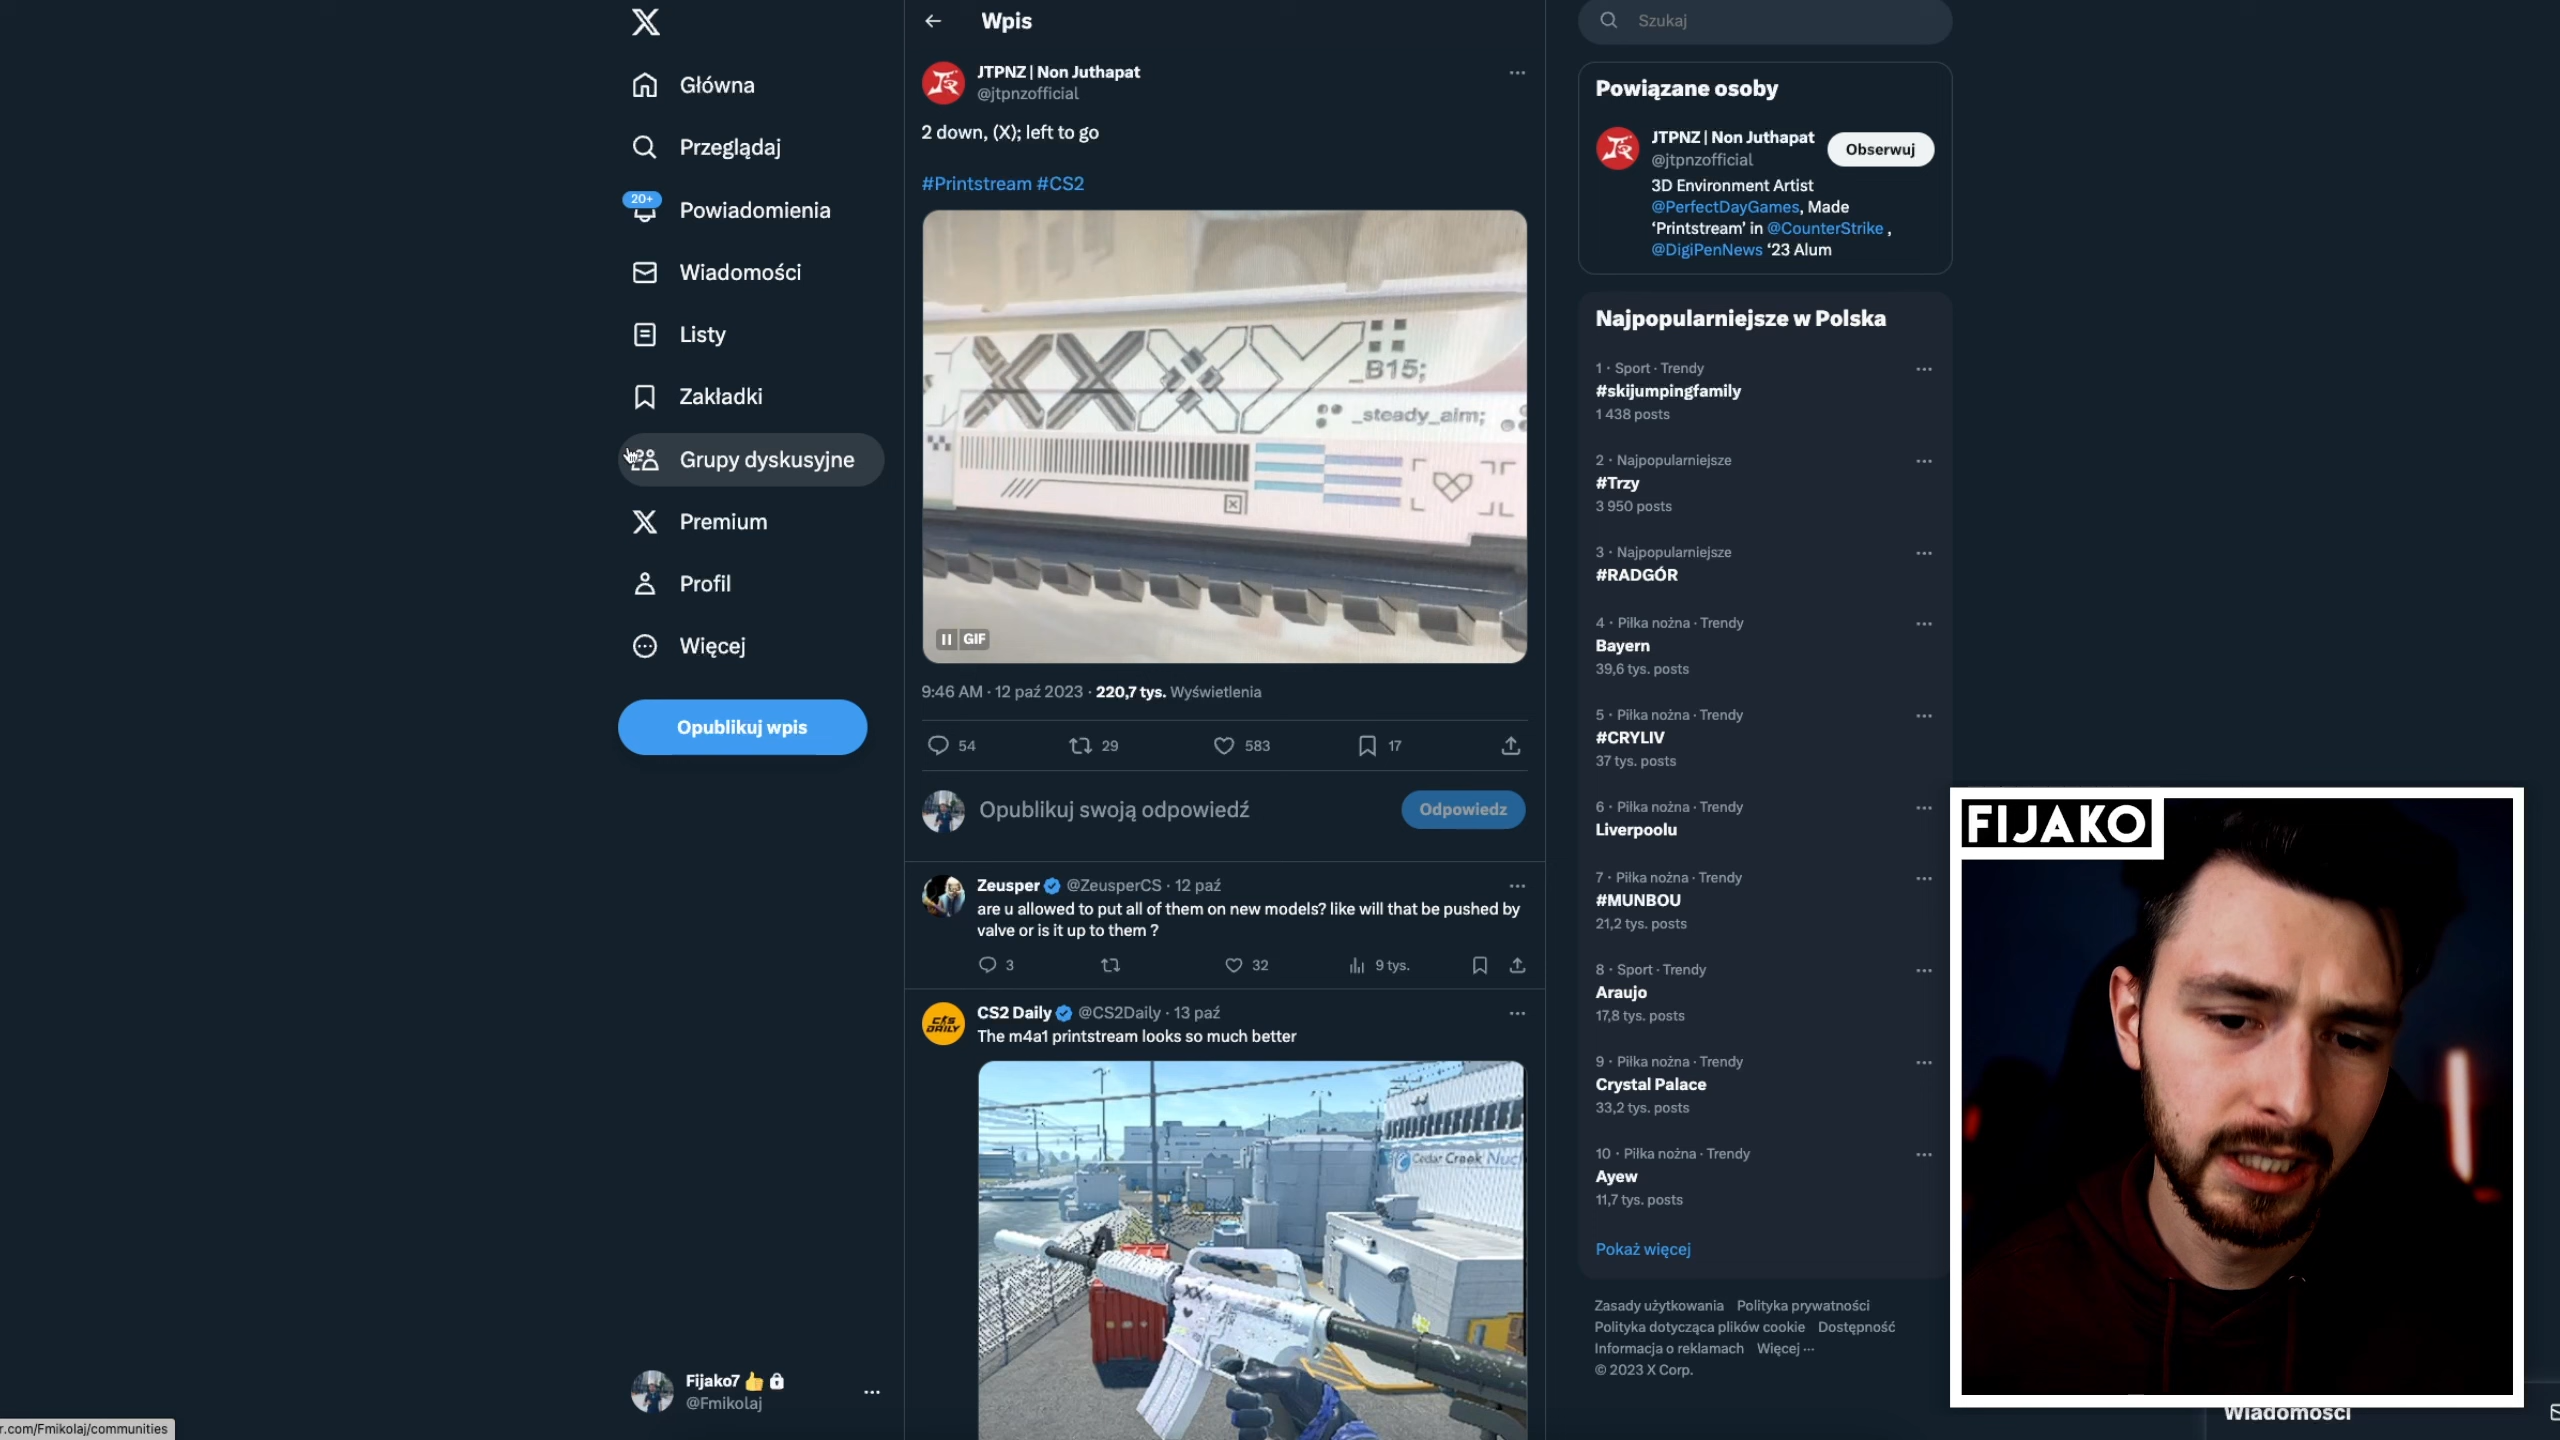 Główna
Przeglądaj
20+
Powiadomienia
Wiadomości
Listy
Zakładki
Grupy dyskusyjne
Premium
Profil
Więcej
Opublikuj wpis
Fijako7
@Fmikolaj
r.com/Fmikolaj/communities
Wpis
JTPNZ | Non Juthapat
@jtpnzofficial
2 down, (X); left to go
#Printstream #CS2
XXXY
_B15;
_steady_aim;
GIF
9:46 AM · 12 paź 2023 · 220,7 tys. Wyświetlenia
54
29
583
17
Opublikuj swoją odpowiedź
Odpowiedz
Zeusper @ZeusperCS · 12 paź
are u allowed to put all of them on new models? like will that be pushed by
valve or is it up to them ?
3
32
9 tys.
CS2 DAILY
CS2 Daily @CS2Daily · 13 paź
The m4a1 printstream looks so much better
Cedar Creek Nucl
XX
Szukaj
Powiązane osoby
JTPNZ | Non Juthapat
@jtpnzofficial
Obserwuj
3D Environment Artist
@PerfectDayGames, Made
‘Printstream’ in @CounterStrike ,
@DigiPenNews ‘23 Alum
Najpopularniejsze w Polska
1 · Sport · Trendy
#skijumpingfamily
1 438 posts
2 · Najpopularniejsze
#Trzy
3 950 posts
3 · Najpopularniejsze
#RADGÓR
4 · Piłka nożna · Trendy
Bayern
39,6 tys. posts
5 · Piłka nożna · Trendy
#CRYLIV
37 tys. posts
6 · Piłka nożna · Trendy
Liverpoolu
7 · Piłka nożna · Trendy
#MUNBOU
21,2 tys. posts
8 · Sport · Trendy
Araujo
17,8 tys. posts
9 · Piłka nożna · Trendy
Crystal Palace
33,2 tys. posts
10 · Piłka nożna · Trendy
Ayew
11,7 tys. posts
Pokaż więcej
Zasady użytkowania Polityka prywatności
Polityka dotycząca plików cookie Dostępność
Informacja o reklamach Więcej ···
© 2023 X Corp.
FIJAKO
Wiadomości